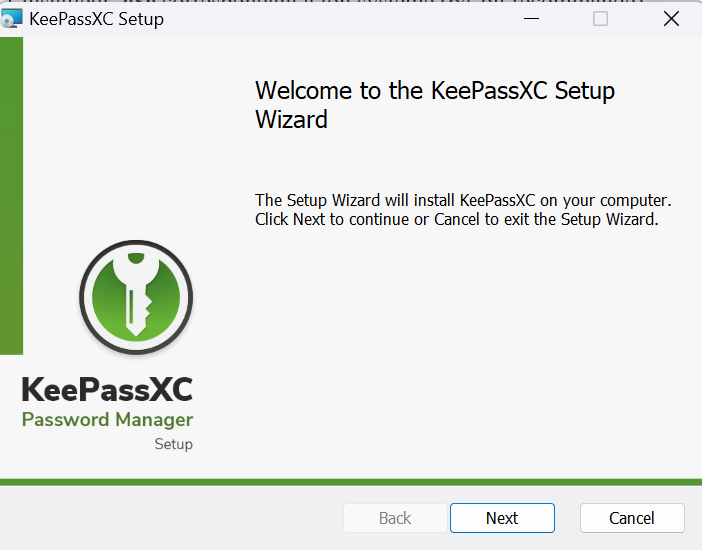 KeePassXC Setup
Welcome to the KeePassXC Setup
Wizard
The Setup Wizard will install KeePassXC on your computer.
Click Next to continue or Cancel to exit the Setup Wizard.
KeePassXC
Password Manager
Setup
Back
Next
Cancel